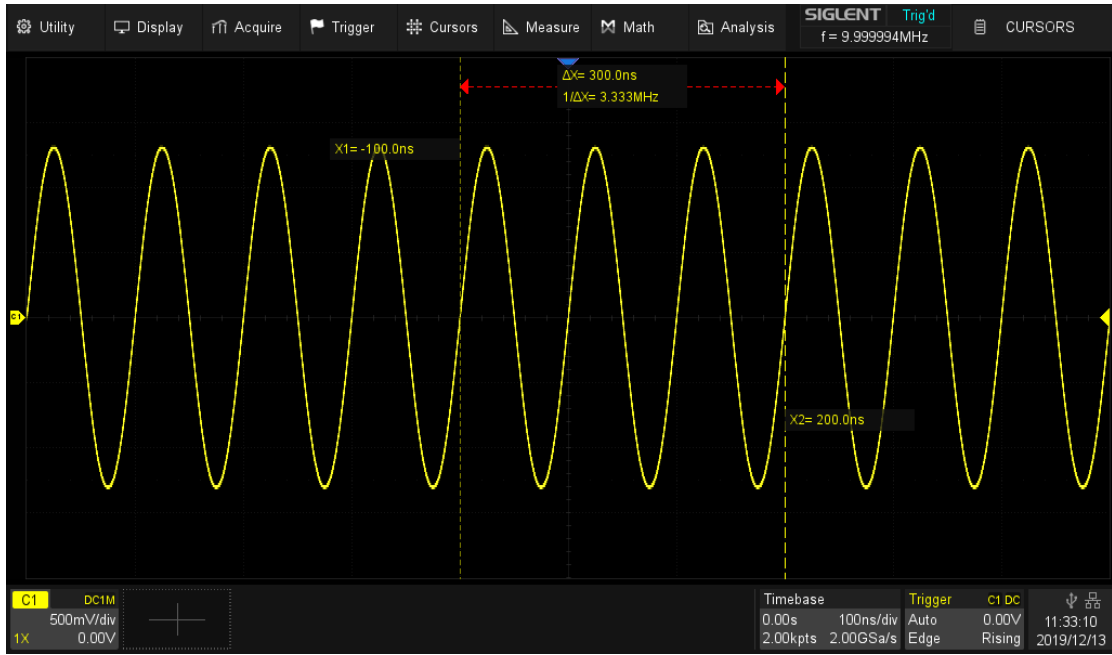 Utility
Display
Acquire
Trigger
Cursors
Measure
Math
Analysis
SIGLENT Trig'd
f = 9.999994MHz
CURSORS
ΔX= 300.0ns
1/ΔX= 3.333MHz
X1= -100.0ns
C1
X2= 200.0ns
C1 DC1M
500mV/div
1X 0.00V
Timebase
0.00s 100ns/div
2.00kpts 2.00GSa/s
Trigger C1 DC
Auto 0.00V
Edge Rising
11:33:10
2019/12/13